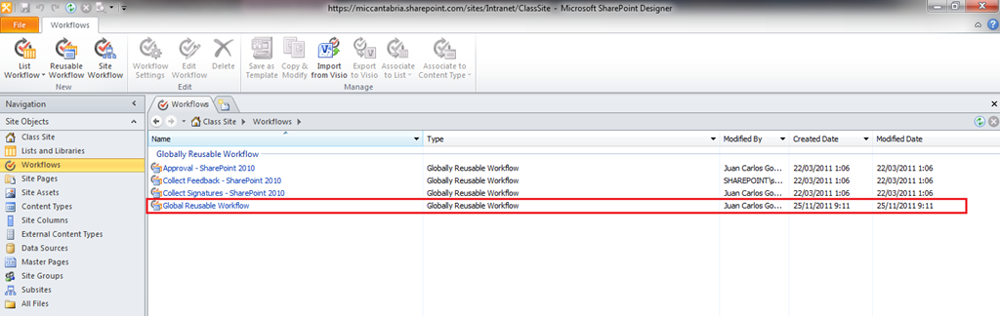 https://miccantabria.sharepoint.com/sites/Intranet/ClassSite - Microsoft SharePoint Designer
File Workflows
List Workflow Reusable Workflow Site Workflow Workflow Settings Edit Workflow Delete Save as Template Copy & Modify Import from Visio Export to Visio Associate to List Associate to Content Type
New Edit Manage
Navigation Workflows
Site Objects Class Site Workflows
Class Site
Lists and Libraries
Workflows
Site Pages
Site Assets
Content Types
Site Columns
External Content Types
Data Sources
Master Pages
Site Groups
Subsites
All Files
Name Type Modified By Created Date Modified Date
Globally Reusable Workflow
Approval - SharePoint 2010 Globally Reusable Workflow Juan Carlos Go... 22/03/2011 1:06 22/03/2011 1:06
Collect Feedback - SharePoint 2010 Globally Reusable Workflow SHAREPOINT\s... 22/03/2011 1:06 22/03/2011 1:06
Collect Signatures - SharePoint 2010 Globally Reusable Workflow Juan Carlos Go... 22/03/2011 1:06 22/03/2011 1:06
Global Reusable Workflow Globally Reusable Workflow Juan Carlos Go... 25/11/2011 9:11 25/11/2011 9:11